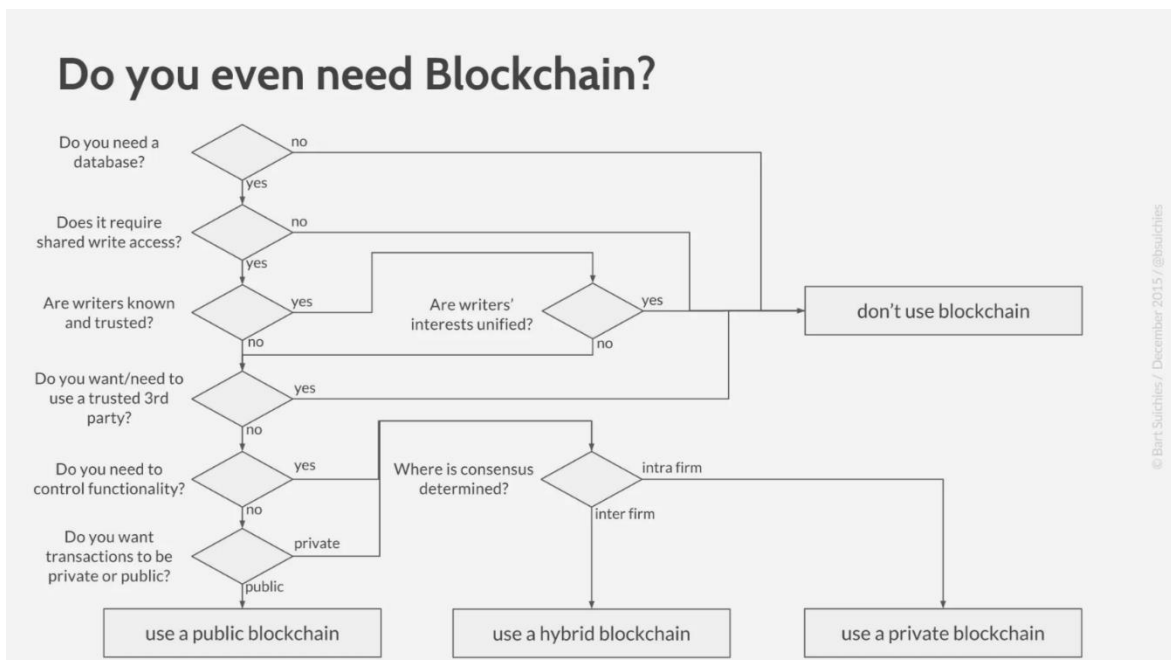 Do you even need Blockchain?
Do you need a
database?
no
yes
Does it require
shared write access?
no
yes
Are writers known
and trusted?
yes
no
Are writers'
interests unified?
yes
no
don't use blockchain
Do you want/need to
use a trusted 3rd
party?
yes
no
Do you need to
control functionality?
yes
no
Where is consensus
determined?
intra firm
inter firm
Do you want
transactions to be
private or public?
private
public
use a public blockchain
use a hybrid blockchain
use a private blockchain
© Bart Suichies / December 2015 / @bsuichies